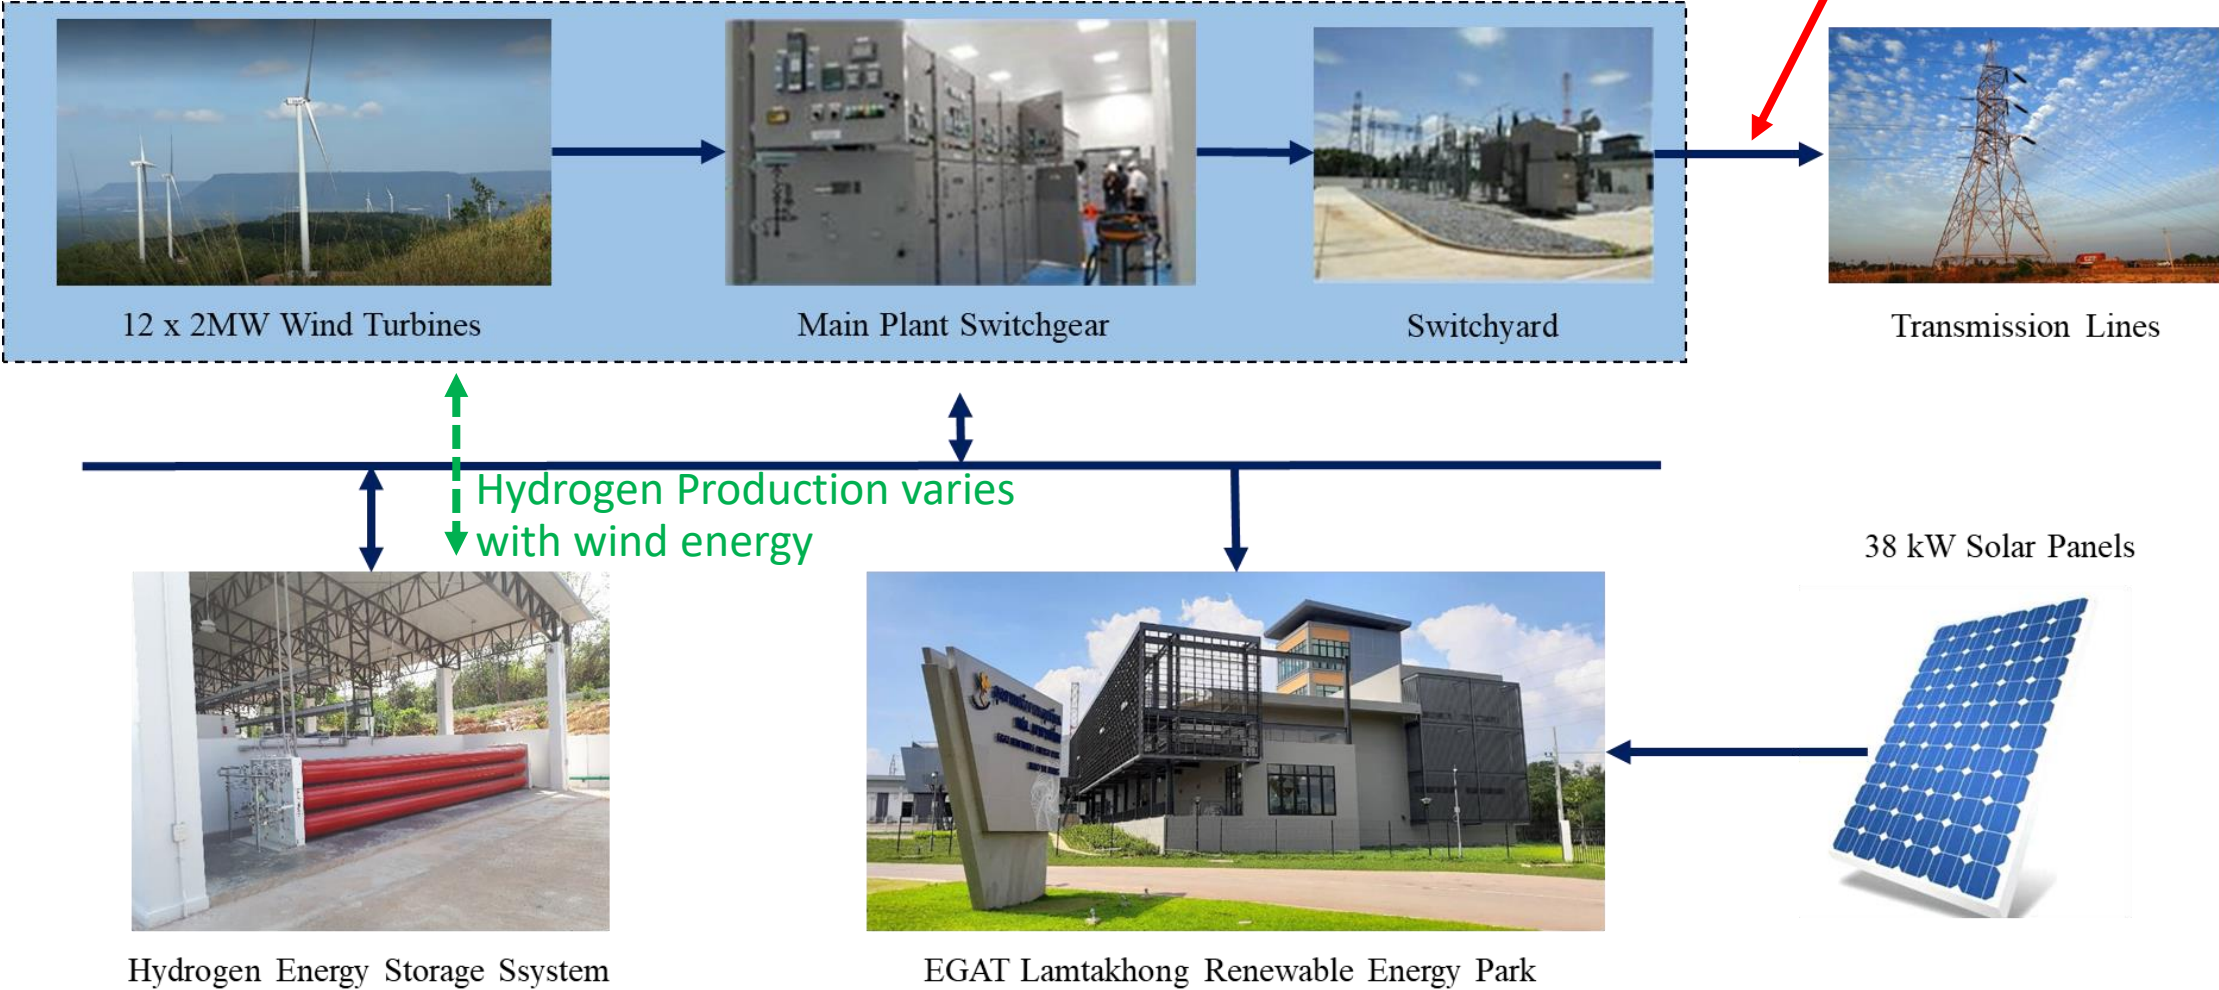 12 x 2MW Wind Turbines
Main Plant Switchgear
Switchyard
Transmission Lines
Hydrogen Production varies
with wind energy
38 kW Solar Panels
Hydrogen Energy Storage Ssystem
EGAT Lamtakhong Renewable Energy Park